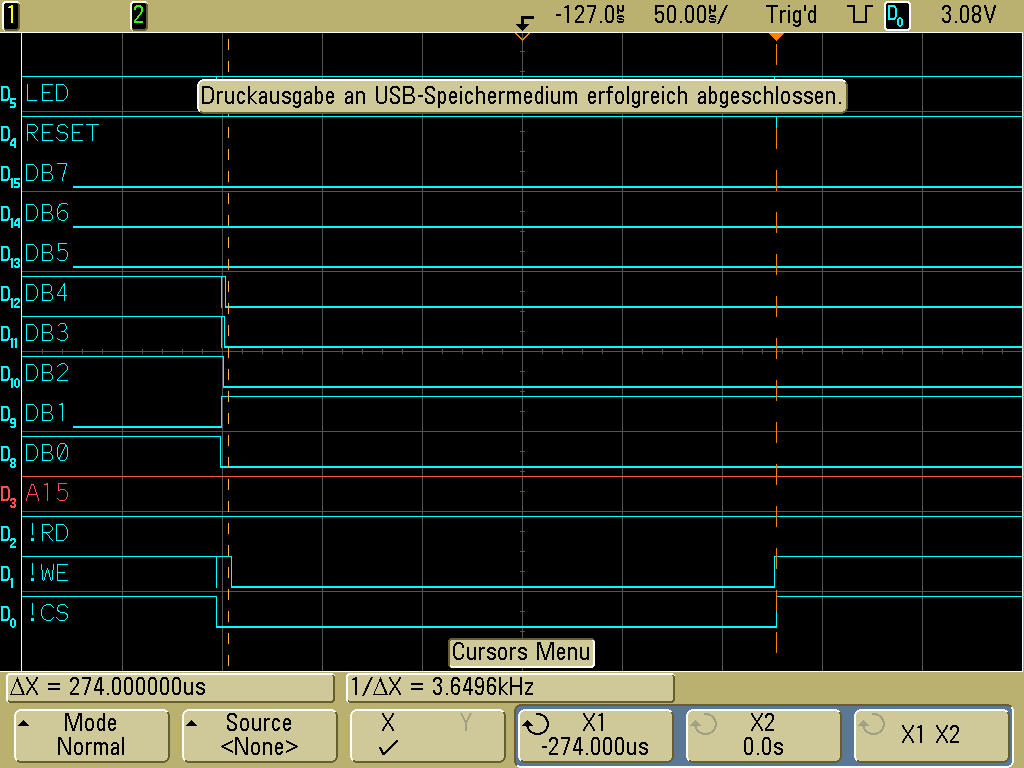 1 2 -127.0us 50.00us/ Trig'd D0 3.08V
D5 LED
Druckausgabe an USB-Speichermedium erfolgreich abgeschlossen.
D4 RESET
D15 DB7
D14 DB6
D13 DB5
D12 DB4
D11 DB3
D10 DB2
D9 DB1
D8 DB0
D3 A15
D2 !RD
D1 !WE
D0 !CS
Cursors Menu
ΔX = 274.000000us 1/ΔX = 3.6496kHz
Mode Source X Y X1 X2 X1 X2
Normal <None> ✓ -274.000us 0.0s